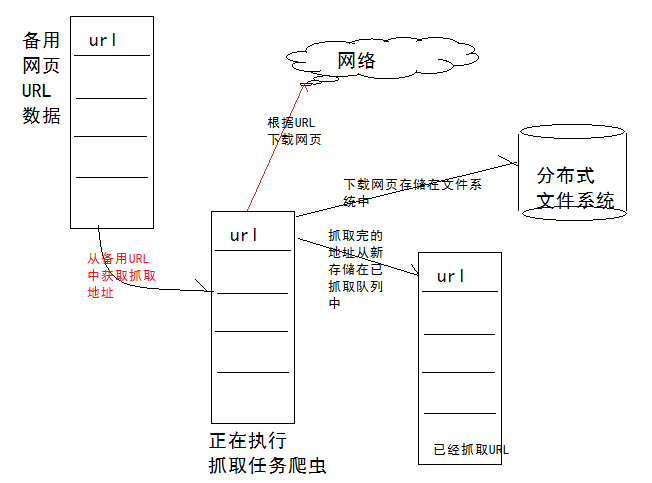 备用
网页
URL
数据
url
网络
根据URL
下载网页
分布式
文件系统
下载网页存储在文件系
统中
url
抓取完的
地址从新
存储在已
抓取队列
中
从备用URL
中获取抓取
地址
url
正在执行
抓取任务爬虫
已经抓取URL